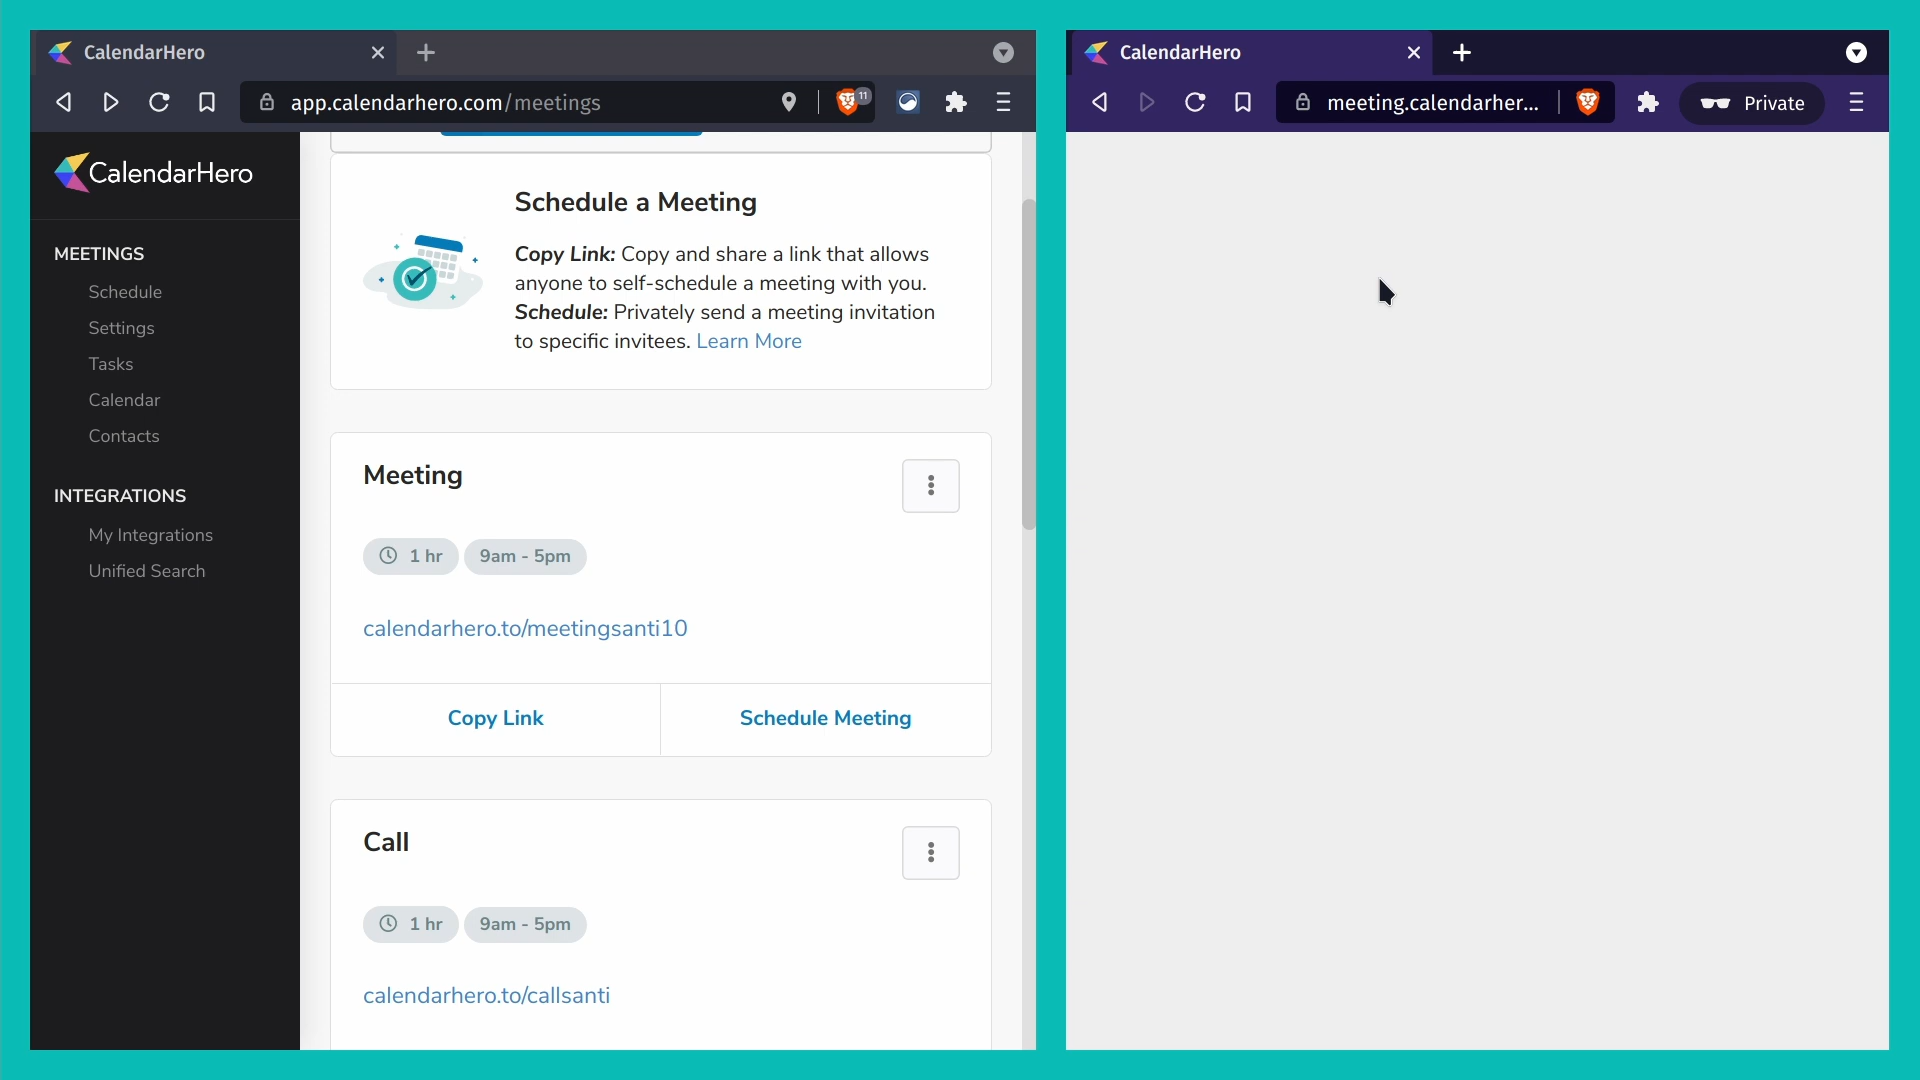 CalendarHero
app.calendarhero.com/meetings
11
CalendarHero
MEETINGS
Schedule
Settings
Tasks
Calendar
Contacts
INTEGRATIONS
My Integrations
Unified Search
Schedule a Meeting
Copy Link: Copy and share a link that allows
anyone to self-schedule a meeting with you.
Schedule: Privately send a meeting invitation
to specific invitees. Learn More
Meeting
1 hr
9am - 5pm
calendarhero.to/meetingsanti10
Copy Link
Schedule Meeting
Call
1 hr
9am - 5pm
calendarhero.to/callsanti
CalendarHero
meeting.calendarher...
Private